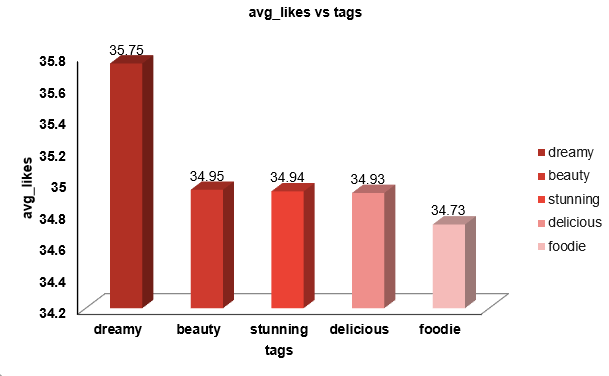 avg_likes vs tags
35.75
35.8
35.6
35.4
35.2
35
34.8
34.6
34.4
34.2
avg_likes
34.95
34.94
34.93
34.73
dreamy
beauty
stunning
delicious
foodie
tags
dreamy
beauty
stunning
delicious
foodie